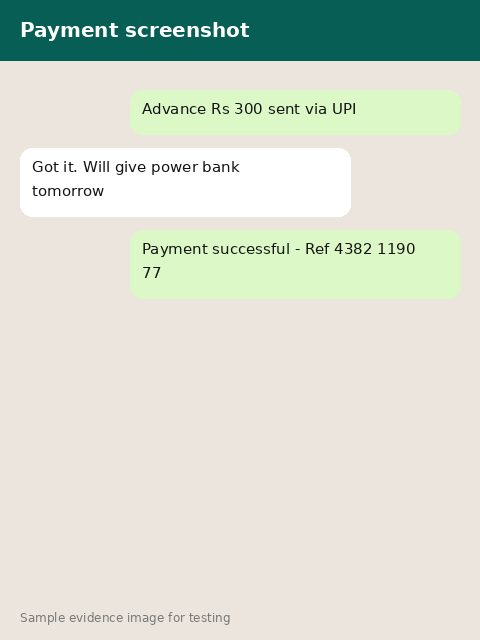 Payment screenshot
Advance Rs 300 sent via UPI
Got it. Will give power bank
tomorrow
Payment successful - Ref 4382 1190
77
Sample evidence image for testing